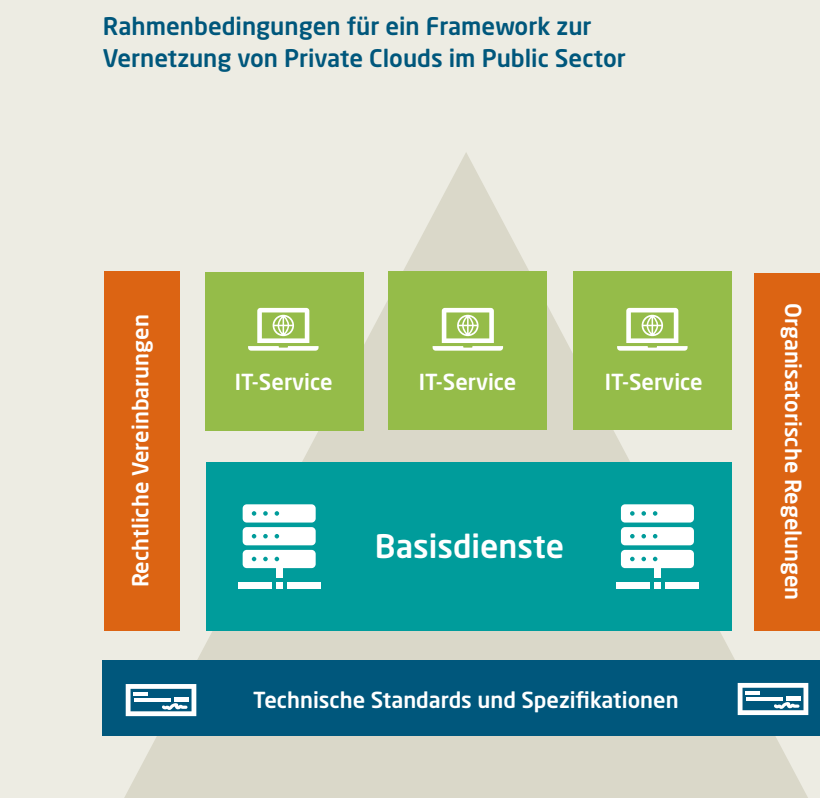 Rahmenbedingungen für ein Framework zur
Vernetzung von Private Clouds im Public Sector
Rechtliche Vereinbarungen
IT-Service
IT-Service
IT-Service
Organisatorische Regelungen
Basisdienste
Technische Standards und Spezifikationen